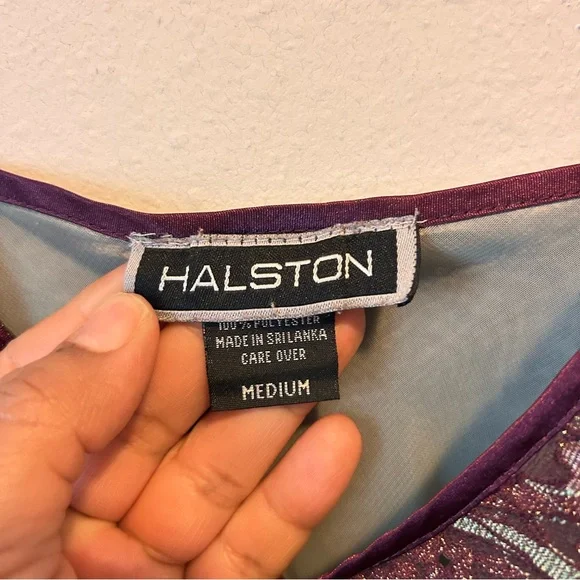 HALSTON
100% POLYESTER
MADE IN SRILANKA
CARE OVER
MEDIUM